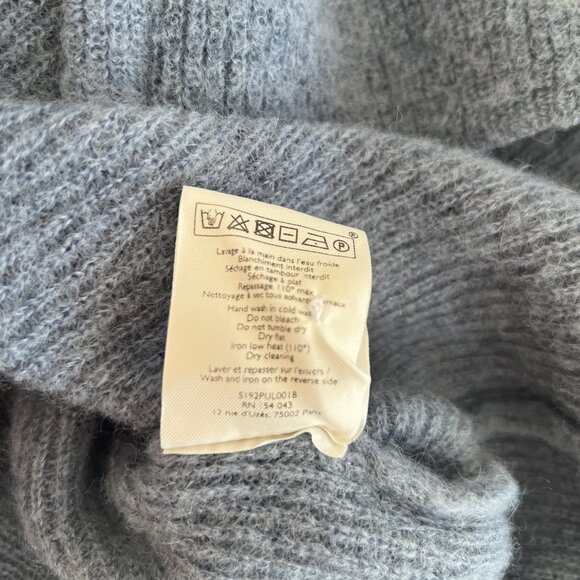 P ®
Lavage à la main dans l'eau froide
Blanchiment interdit
Séchage en tambour interdit
Séchage à plat
Repassage 110° max
Nettoyage à sec tous solvants
Hand wash in cold
Do not bleach
Do not tumble dry
Dry flat
Iron low heat (110°)
Dry cleaning
Laver et repasser sur l'envers /
Wash and iron on the reverse side
S192PUL001B
RN 154 043
12 rue d'Uzès, 75002 Paris